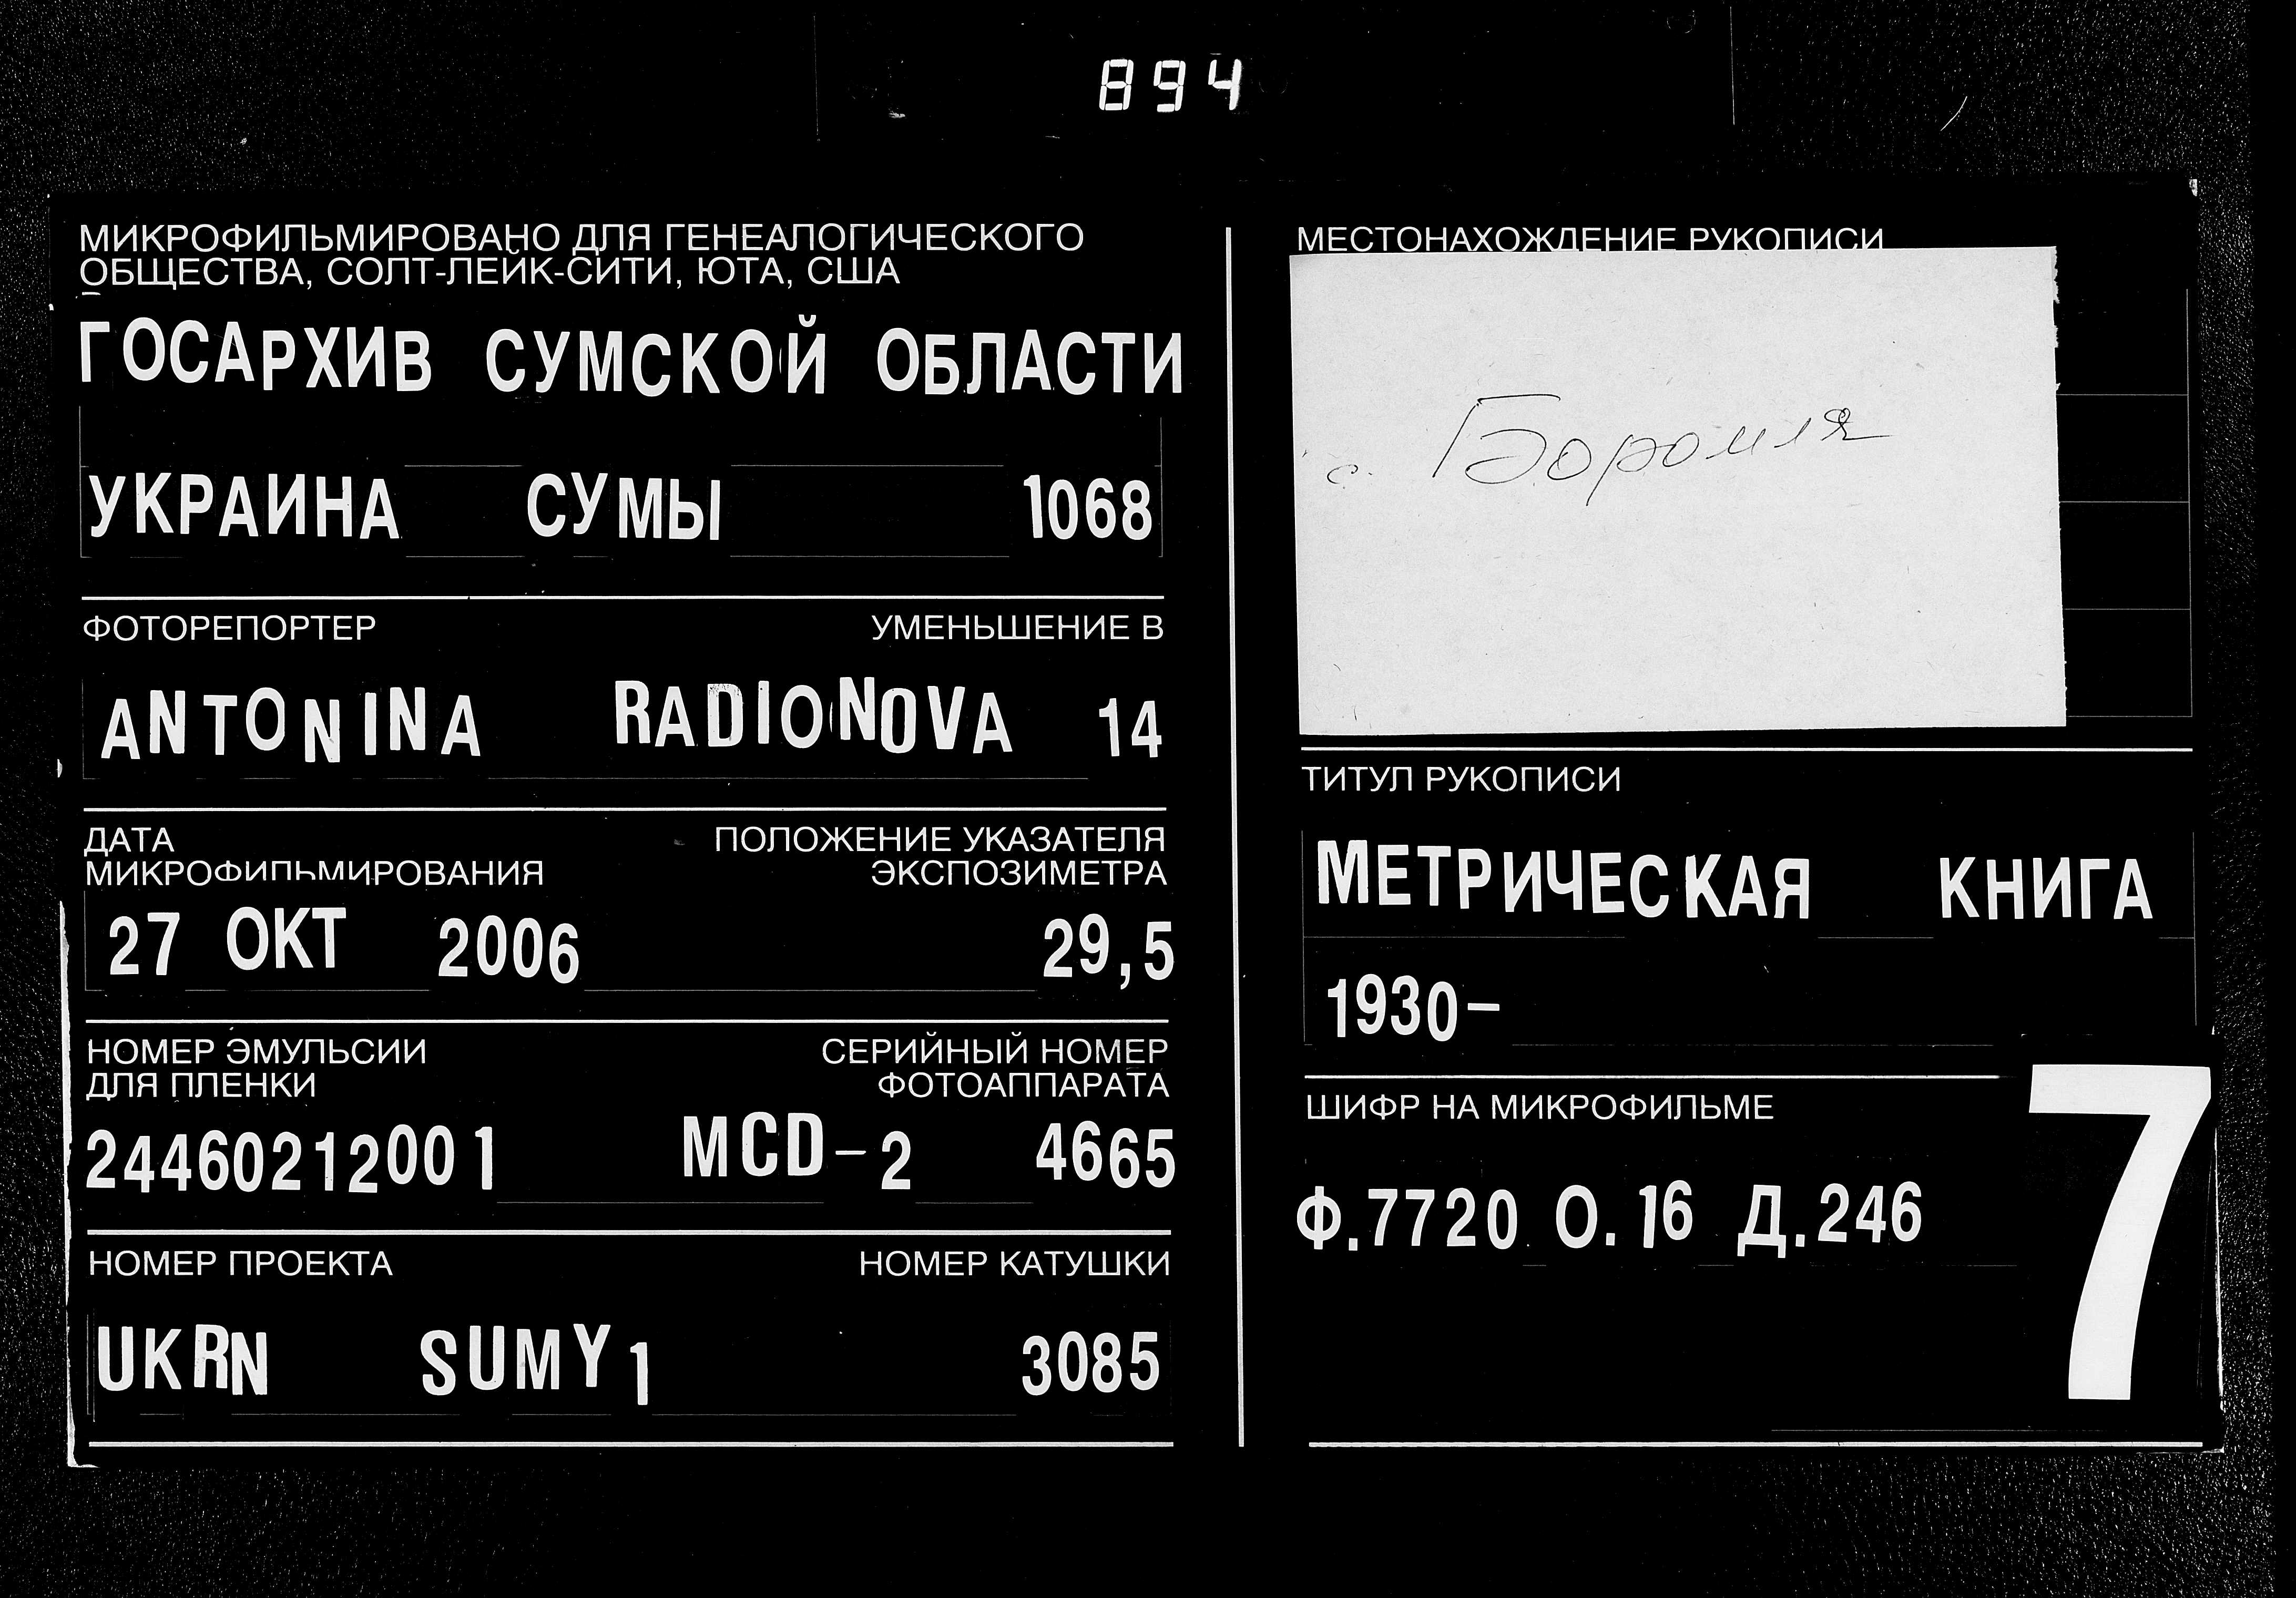 894
МИКРОФИЛЬМИРОВАНО ДЛЯ ГЕНЕАЛОГИЧЕСКОГО
ОБЩЕСТВА, СОЛТ-ЛЕЙК-СИТИ, ЮТА, США
ГОСАРХИВ СУМСКОЙ ОБЛАСТИ
УКРАИНА СУМЫ 1068
ФОТОРЕПОРТЕР УМЕНЬШЕНИЕ В
ANTONINA RADIONOVA 14
ДАТА ПОЛОЖЕНИЕ УКАЗАТЕЛЯ
МИКРОФИЛЬМИРОВАНИЯ ЭКСПОЗИМЕТРА
27 ОКТ 2006 29,5
НОМЕР ЭМУЛЬСИИ СЕРИЙНЫЙ НОМЕР
ДЛЯ ПЛЕНКИ ФОТОАППАРАТА
24460212001 MCD-2 4665
НОМЕР ПРОЕКТА НОМЕР КАТУШКИ
UKRN SUMY1 3085
МЕСТОНАХОЖДЕНИЕ РУКОПИСИ
с. Боромля
ТИТУЛ РУКОПИСИ
МЕТРИЧЕСКАЯ КНИГА
1930-
ШИФР НА МИКРОФИЛЬМЕ
Ф.7720 О.16 Д.246
7